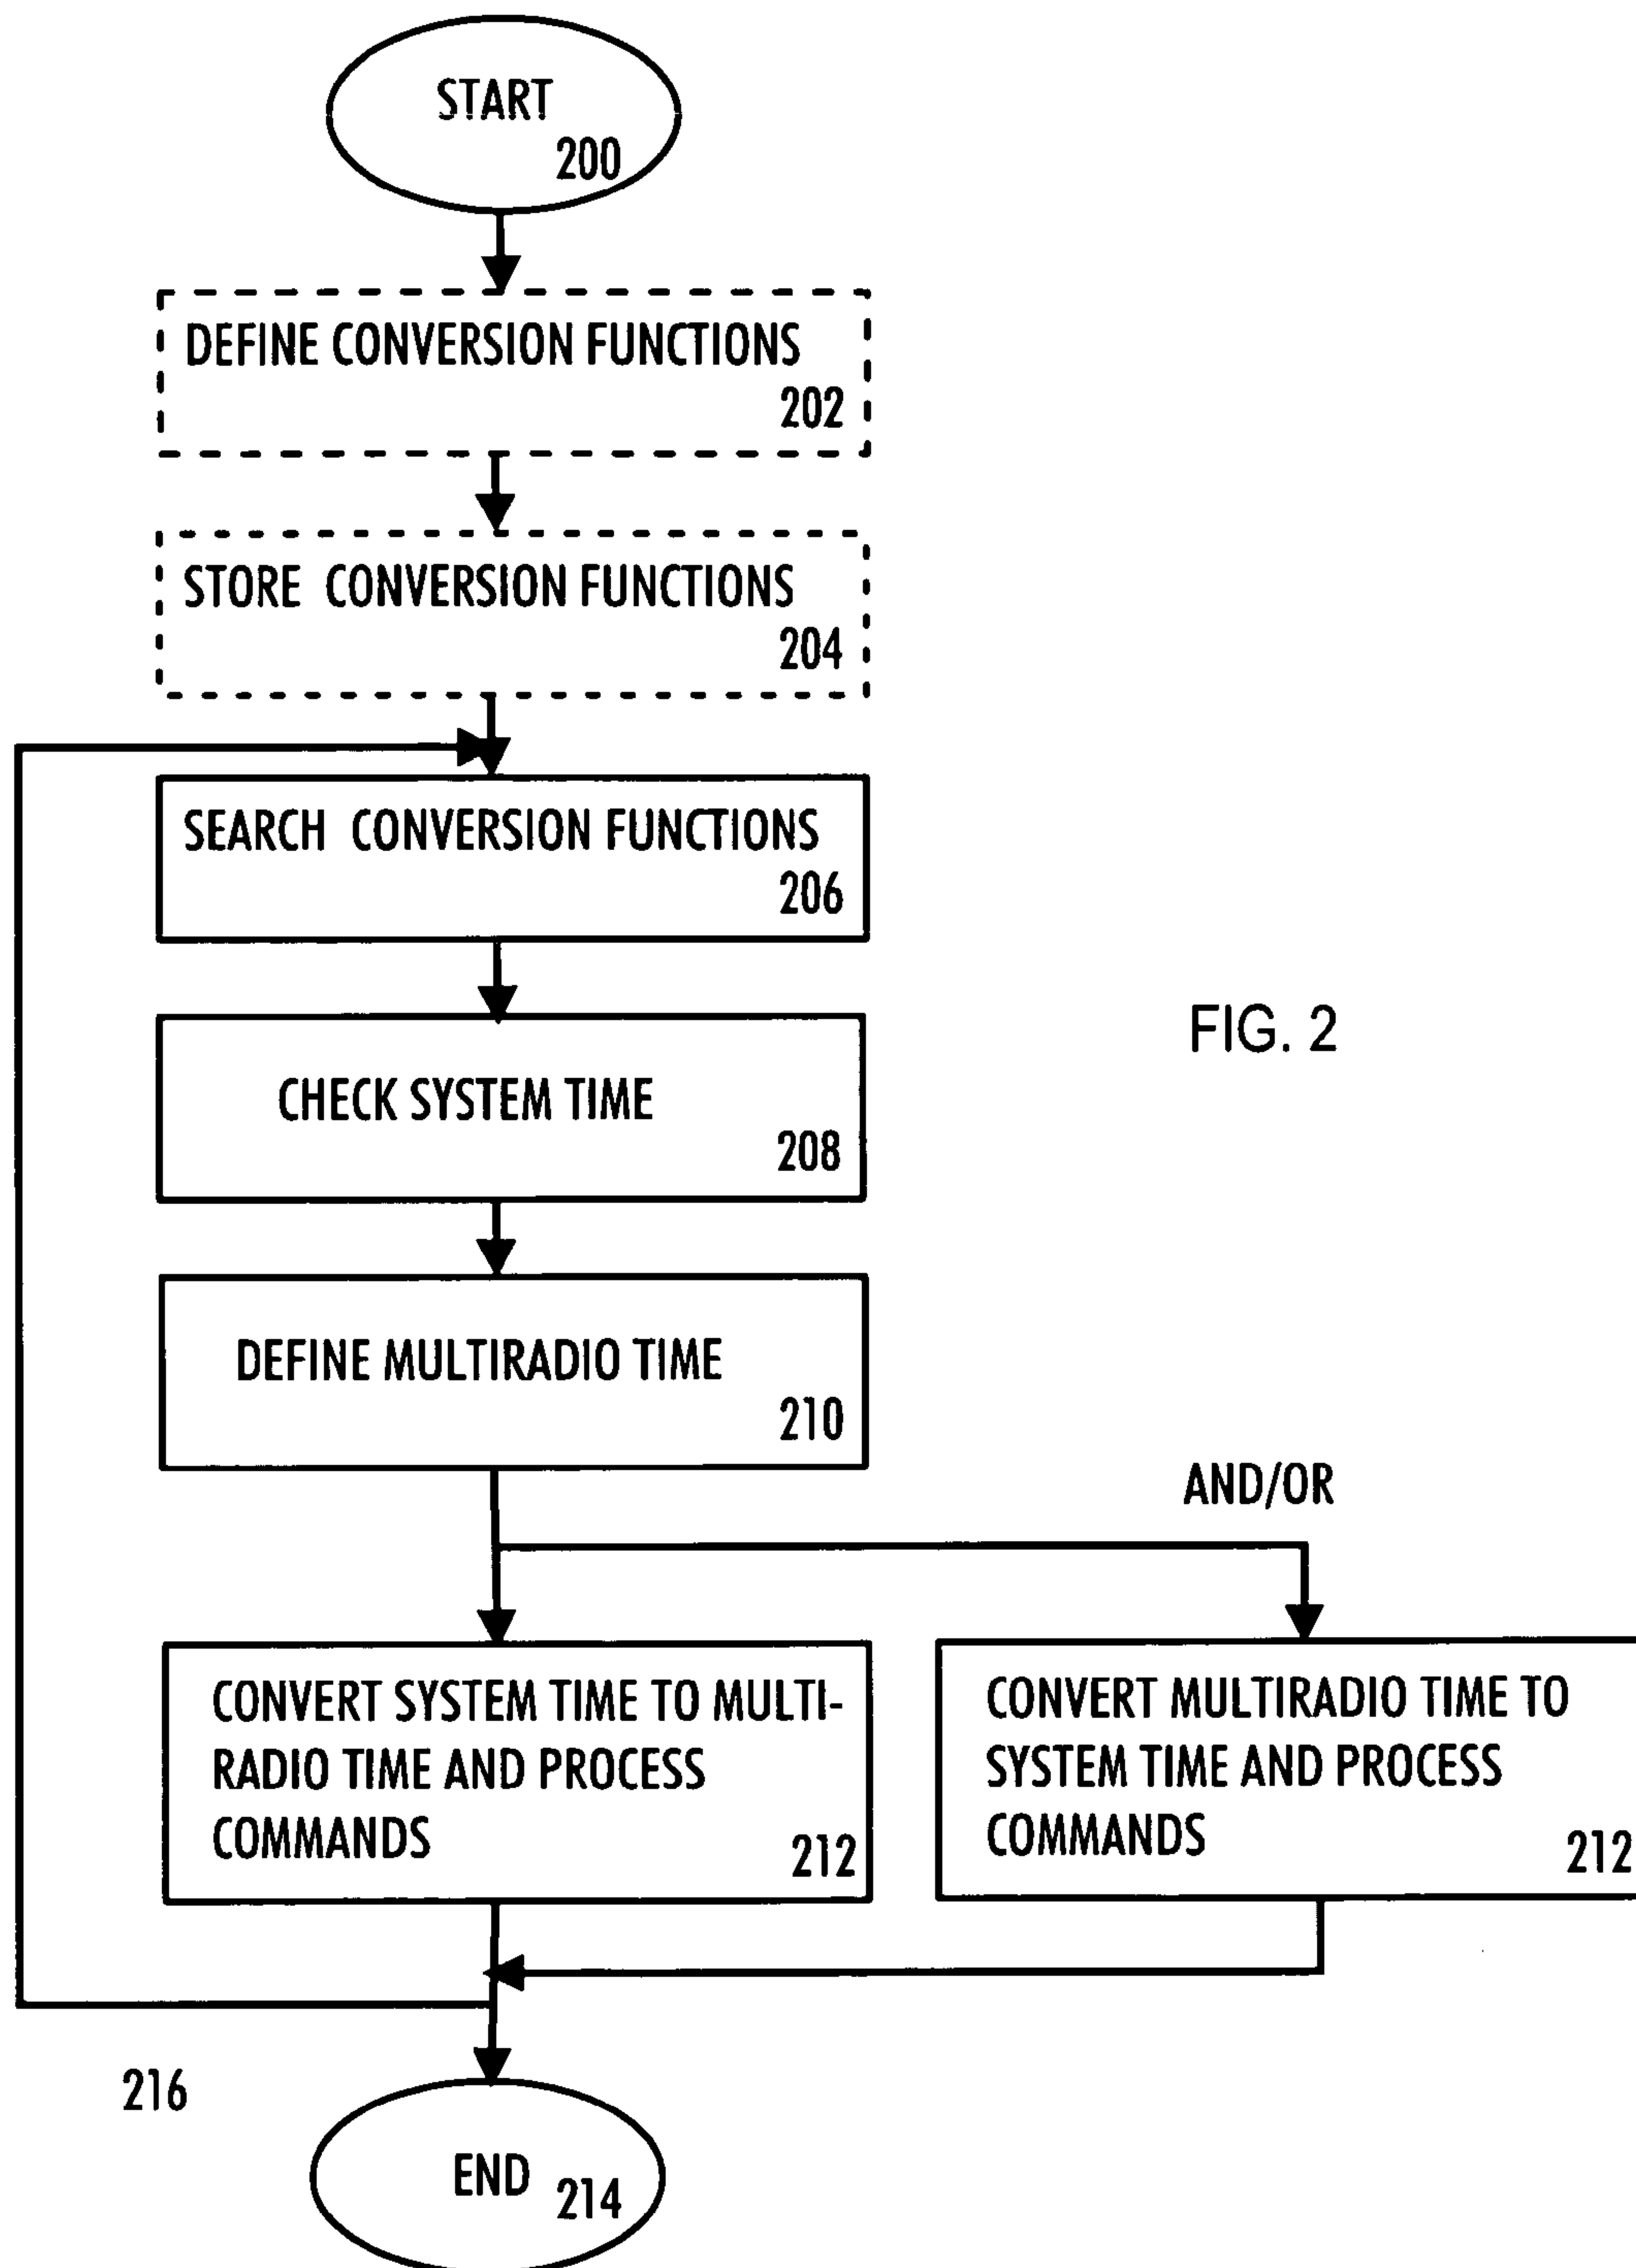 START
200
DEFINE CONVERSION FUNCTIONS
202
STORE CONVERSION FUNCTIONS
204
SEARCH CONVERSION FUNCTIONS
206
CHECK SYSTEM TIME
208
FIG. 2
DEFINE MULTIRADIO TIME
210
AND/OR
CONVERT SYSTEM TIME TO MULTI-
RADIO TIME AND PROCESS
COMMANDS
212
CONVERT MULTIRADIO TIME TO
SYSTEM TIME AND PROCESS
COMMANDS
212
216
END
214